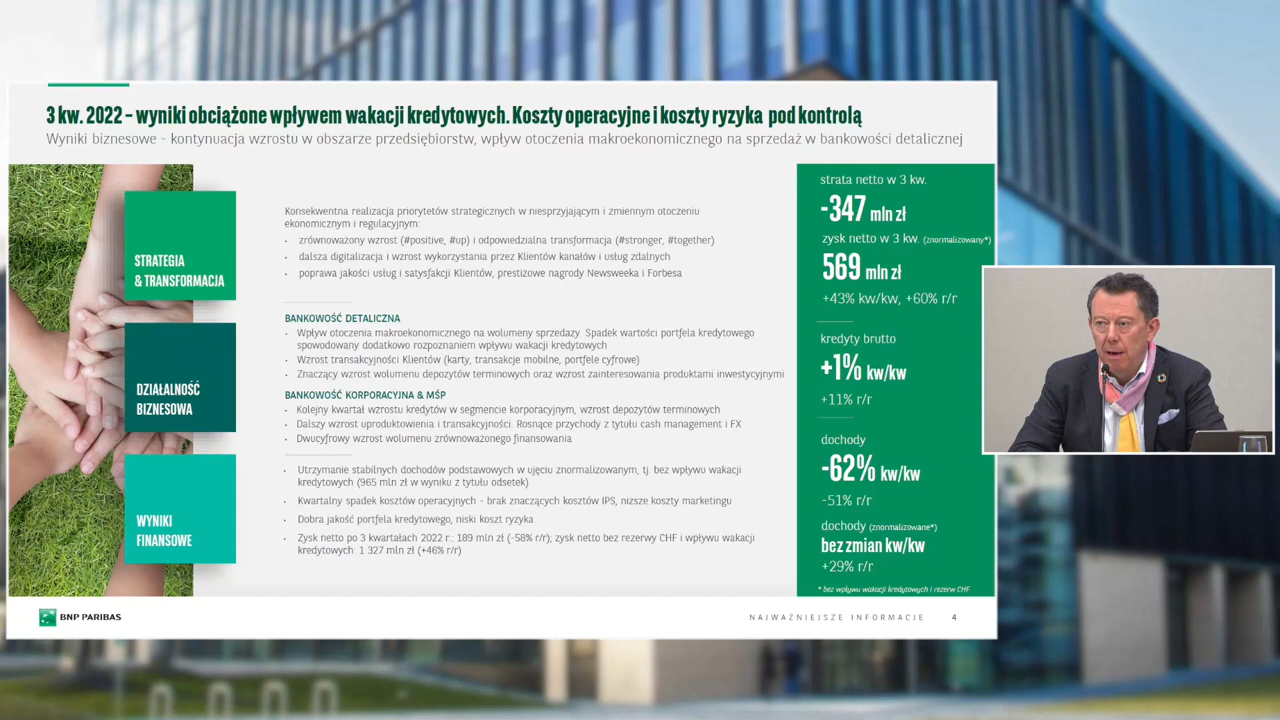 3 kw. 2022 – wyniki obciążone wpływem wakacji kredytowych. Koszty operacyjne i koszty ryzyka pod kontrolą
Wyniki biznesowe - kontynuacja wzrostu w obszarze przedsiębiorstw, wpływ otoczenia makroekonomicznego na sprzedaż w bankowości detalicznej
STRATEGIA
& TRANSFORMACJA
Konsekwentna realizacja priorytetów strategicznych w niesprzyjającym i zmiennym otoczeniu
ekonomicznym i regulacyjnym:
• zrównoważony wzrost (#positive, #up) i odpowiedzialna transformacja (#stronger, #together)
• dalsza digitalizacja i wzrost wykorzystania przez Klientów kanałów i usług zdalnych
• poprawa jakości usług i satysfakcji Klientów, prestiżowe nagrody Newsweeka i Forbesa
DZIAŁALNOŚĆ
BIZNESOWA
BANKOWOŚĆ DETALICZNA
• Wpływ otoczenia makroekonomicznego na wolumeny sprzedaży. Spadek wartości portfela kredytowego
spowodowany dodatkowo rozpoznaniem wpływu wakacji kredytowych
• Wzrost transakcyjności Klientów (karty, transakcje mobilne, portfele cyfrowe)
• Znaczący wzrost wolumenu depozytów terminowych oraz wzrost zainteresowania produktami inwestycyjnymi
BANKOWOŚĆ KORPORACYJNA & MŚP
• Kolejny kwartał wzrostu kredytów w segmencie korporacyjnym, wzrost depozytów terminowych
• Dalszy wzrost uproduktowienia i transakcyjności. Rosnące przychody z tytułu cash management i FX
• Dwucyfrowy wzrost wolumenu zrównoważonego finansowania
WYNIKI
FINANSOWE
• Utrzymanie stabilnych dochodów podstawowych w ujęciu znormalizowanym, tj. bez wpływu wakacji
kredytowych (965 mln zł w wyniku z tytułu odsetek)
• Kwartalny spadek kosztów operacyjnych - brak znaczących kosztów IPS, niższe koszty marketingu
• Dobra jakość portfela kredytowego, niski koszt ryzyka
• Zysk netto po 3 kwartałach 2022 r.: 189 mln zł (-58% r/r); zysk netto bez rezerwy CHF i wpływu wakacji
kredytowych: 1 327 mln zł (+46% r/r)
strata netto w 3 kw.
-347 mln zł
zysk netto w 3 kw. (znormalizowany*)
569 mln zł
+43% kw/kw, +60% r/r
kredyty brutto
+1% kw/kw
+11% r/r
dochody
-62% kw/kw
-51% r/r
dochody (znormalizowane*)
bez zmian kw/kw
+29% r/r
* bez wpływu wakacji kredytowych i rezerw CHF
BNP PARIBAS
NAJWAŻNIEJSZE INFORMACJE 4